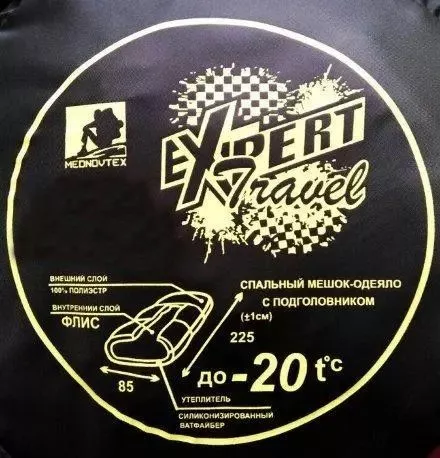 MEDNOVTEX
EXPERT
Travel
ВНЕШНИЙ СЛОЙ
100% ПОЛИЭСТР
ВНУТРЕННИЙ СЛОЙ
ФЛИС
СПАЛЬНЫЙ МЕШОК-ОДЕЯЛО
С ПОДГОЛОВНИКОМ
(±1см)
225
85
до -20 t°c
УТЕПЛИТЕЛЬ
СИЛИКОНИЗИРОВАННЫЙ
ВАТФАЙБЕР